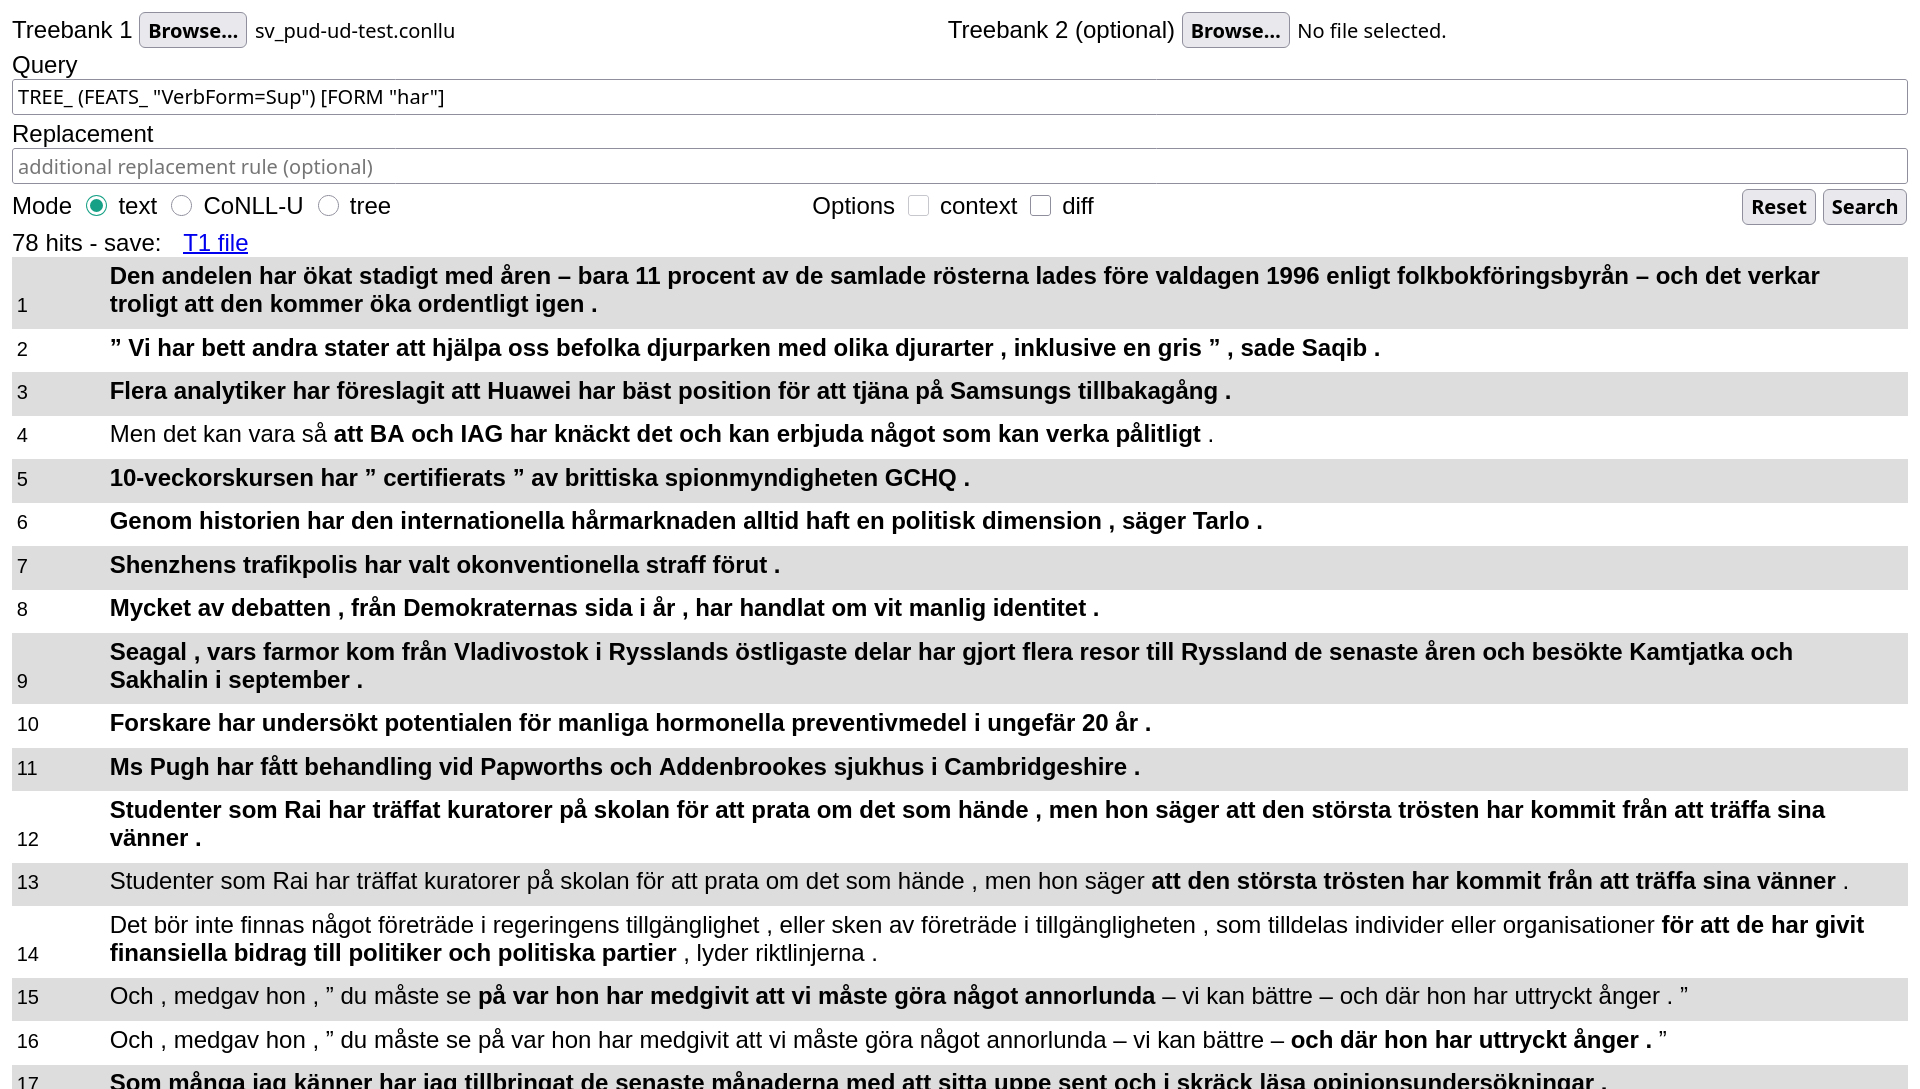 Treebank 1 Browse... sv_pud-ud-test.conllu Treebank 2 (optional) Browse... No file selected.
Query
TREE_ (FEATS_ "VerbForm=Sup") [FORM "har"]
Replacement
additional replacement rule (optional)
Mode text CoNLL-U tree Options context diff Reset Search
78 hits - save: T1 file
Den andelen har ökat stadigt med åren – bara 11 procent av de samlade rösterna lades före valdagen 1996 enligt folkbokföringsbyrån – och det verkar
1 troligt att den kommer öka ordentligt igen .
2 ” Vi har bett andra stater att hjälpa oss befolka djurparken med olika djurarter , inklusive en gris ” , sade Saqib .
3 Flera analytiker har föreslagit att Huawei har bäst position för att tjäna på Samsungs tillbakagång .
4 Men det kan vara så att BA och IAG har knäckt det och kan erbjuda något som kan verka pålitligt .
5 10-veckorskursen har ” certifierats ” av brittiska spionmyndigheten GCHQ .
6 Genom historien har den internationella hårmarknaden alltid haft en politisk dimension , säger Tarlo .
7 Shenzhens trafikpolis har valt okonventionella straff förut .
8 Mycket av debatten , från Demokraternas sida i år , har handlat om vit manlig identitet .
Seagal , vars farmor kom från Vladivostok i Rysslands östligaste delar har gjort flera resor till Ryssland de senaste åren och besökte Kamtjatka och
9 Sakhalin i september .
10 Forskare har undersökt potentialen för manliga hormonella preventivmedel i ungefär 20 år .
11 Ms Pugh har fått behandling vid Papworths och Addenbrookes sjukhus i Cambridgeshire .
Studenter som Rai har träffat kuratorer på skolan för att prata om det som hände , men hon säger att den största trösten har kommit från att träffa sina
12 vänner .
13 Studenter som Rai har träffat kuratorer på skolan för att prata om det som hände , men hon säger att den största trösten har kommit från att träffa sina vänner .
Det bör inte finnas något företräde i regeringens tillgänglighet , eller sken av företräde i tillgängligheten , som tilldelas individer eller organisationer för att de har givit
14 finansiella bidrag till politiker och politiska partier , lyder riktlinjerna .
15 Och , medgav hon , ” du måste se på var hon har medgivit att vi måste göra något annorlunda – vi kan bättre – och där hon har uttryckt ånger . ”
16 Och , medgav hon , ” du måste se på var hon har medgivit att vi måste göra något annorlunda – vi kan bättre – och där hon har uttryckt ånger . ”
17 Som många jag känner har jag tillbringat de senaste månaderna med att sitta uppe sent och i skräck läsa opinionsundersökningar .